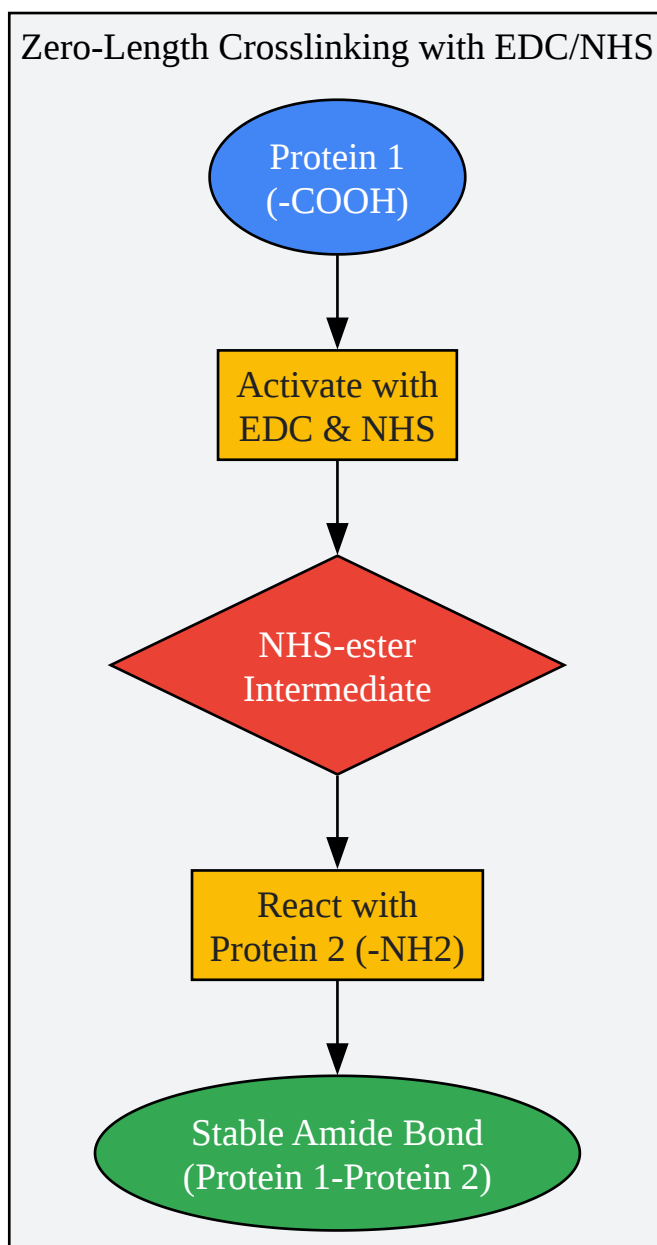 Zero-Length Crosslinking with EDC/NHS
Protein 1
(-COOH)
Activate with
EDC & NHS
NHS-ester
Intermediate
React with
Protein 2 (-NH2)
Stable Amide Bond
(Protein 1-Protein 2)